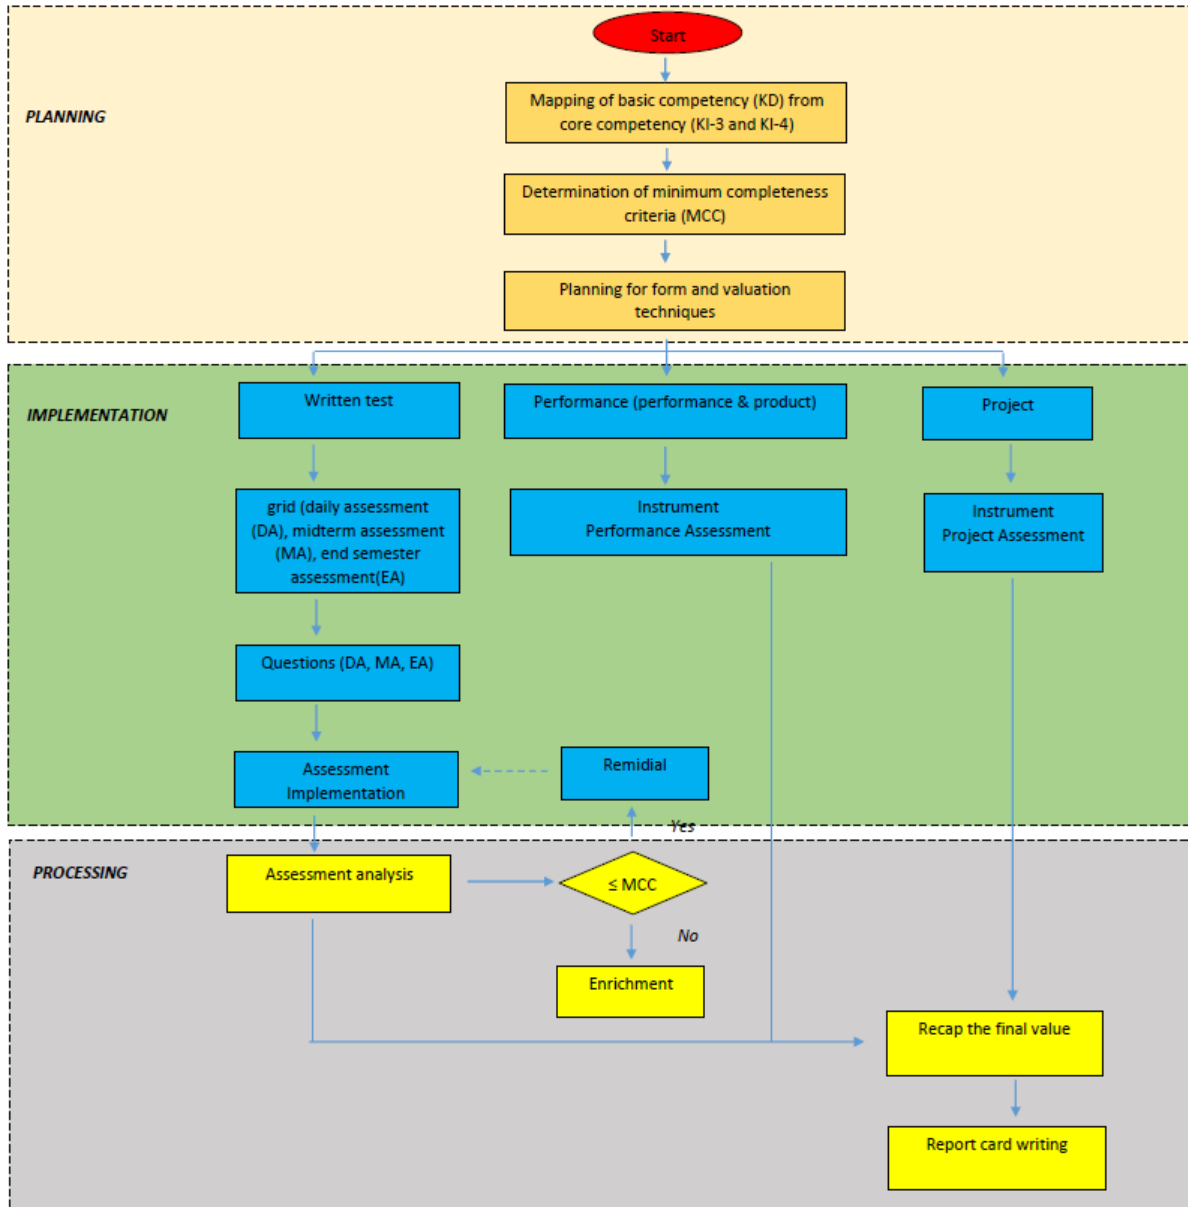 Start
PLANNING
Mapping of basic competency (KD) from
core competency (KI-3 and KI-4)
Determination of minimum completeness
criteria (MCC)
Planning for form and valuation
techniques
IMPLEMENTATION
Written test
Performance (performance & product)
Project
grid (daily assessment
(DA), midterm assessment
(MA), end semester
assessment(EA)
Instrument
Performance Assessment
Instrument
Project Assessment
Questions (DA, MA, EA)
Assessment
Implementation
Remidial
Yes
PROCESSING
Assessment analysis
≤ MCC
No
Enrichment
Recap the final value
Report card writing